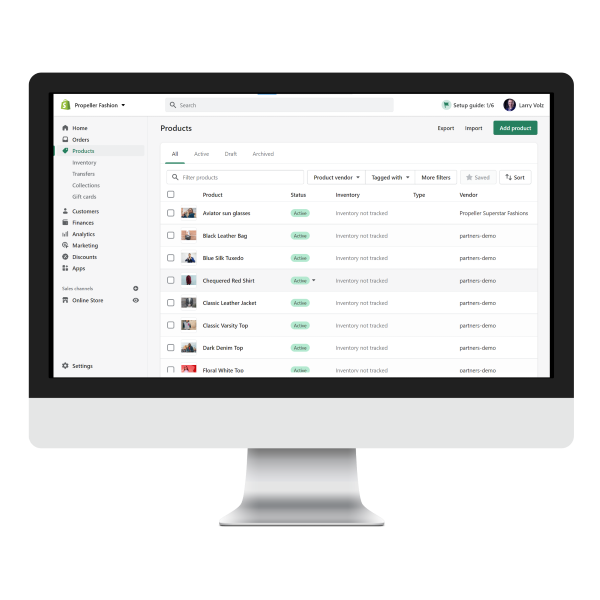 Propeller Fashion
Search
Setup guide: 1/6
Larry Volz
Home
Orders
Products
Inventory
Transfers
Collections
Gift cards
Customers
Finances
Analytics
Marketing
Discounts
Apps
Sales channels
Online Store
Settings
Products
Export Import Add product
All Active Draft Archived
Filter products Product vendor Tagged with More filters Saved Sort
Product Status Inventory Type Vendor
Aviator sun glasses Active Inventory not tracked Propeller Superstar Fashions
Black Leather Bag Active Inventory not tracked partners-demo
Blue Silk Tuxedo Active Inventory not tracked partners-demo
Chequered Red Shirt Active Inventory not tracked partners-demo
Classic Leather Jacket Active Inventory not tracked partners-demo
Classic Varsity Top Active Inventory not tracked partners-demo
Dark Denim Top Active Inventory not tracked partners-demo
Floral White Top Active Inventory not tracked partners-demo